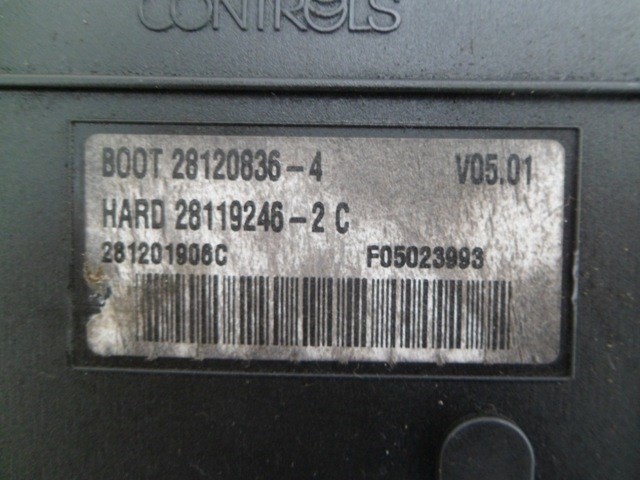 CONTROLS
BOOT 28120836-4 V05.01
HARD 28119246-2 C
281201906C F05023993